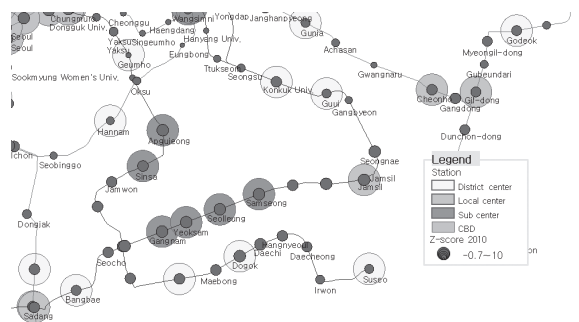 Chungmuro
Dongguk Univ.
Cheonggu
Wangsimni
Yongdap
Janghanpyeong
Haengdang
Hanyang Univ.
Seoul
Seoul
Yaksu
Singeumho
Yaksu
Geumho
Eungbong
Ttukseom
Seongsu
Sookmyung Women's Univ.
Oksu
Konkuk Univ.
Gunja
Achasan
Gwangnaru
Guui
Gangbyeon
Godeok
Myeongil-dong
Gubeundari
Cheonho
Gil-dong
Gangdong
Dunchon-dong
Hannam
Apgujeong
Ichon
Seobinggo
Sinsa
Jamwon
Seongnae
Jamsil
Jamsil
Samseong
Seolleung
Yeoksam
Gangnam
Dongjak
Seocho
Hangnyeoul
Daechi
Daecheong
Dogok
Maebong
Irwon
Suseo
Bangbae
Sadang
Legend
Station
District center
Local center
Sub center
CBD
Z-score 2010
-0.7~10
on